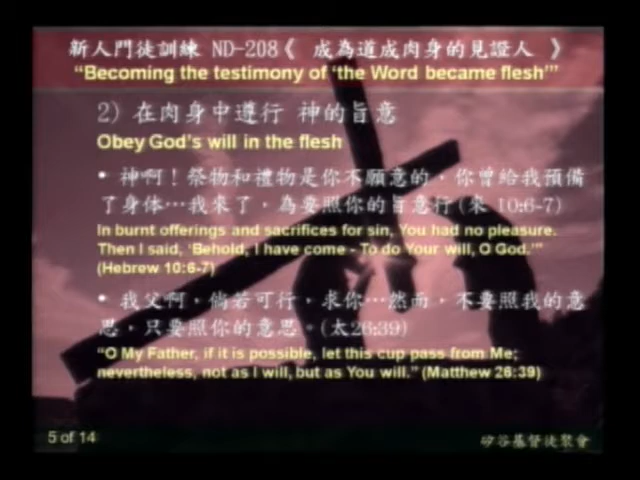 新人門徒訓練 ND-208《 成為道成肉身的見證人 》
“Becoming the testimony of ‘the Word became flesh’”
2) 在肉身中遵行 神的旨意
Obey God’s will in the flesh
• 神啊！祭物和禮物是你不願意的，你曾給我預備
了身体…我來了，為要照你的旨意行(來 10:6-7)
In burnt offerings and sacrifices for sin, You had no pleasure.
Then I said, ‘Behold, I have come - To do Your will, O God.’”
(Hebrew 10:6-7)
• 我父啊，倘若可行，求你…然而，不要照我的意
思，只要照你的意思。(太26:39)
“O My Father, if it is possible, let this cup pass from Me;
nevertheless, not as I will, but as You will.” (Matthew 26:39)
5 of 14
矽谷基督徒聚會